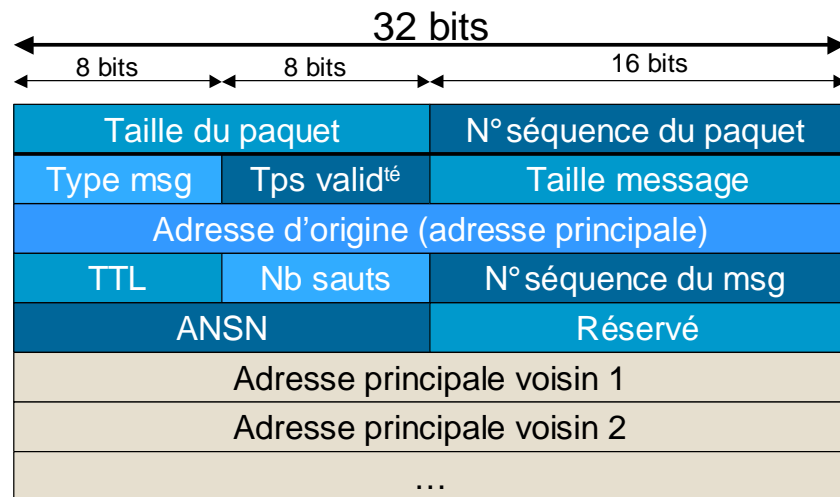 32 bits
8 bits 8 bits 16 bits
Taille du paquet N° séquence du paquet
Type msg Tps validté Taille message
Adresse d'origine (adresse principale)
TTL Nb sauts N° séquence du msg
ANSN Réservé
Adresse principale voisin 1
Adresse principale voisin 2
…